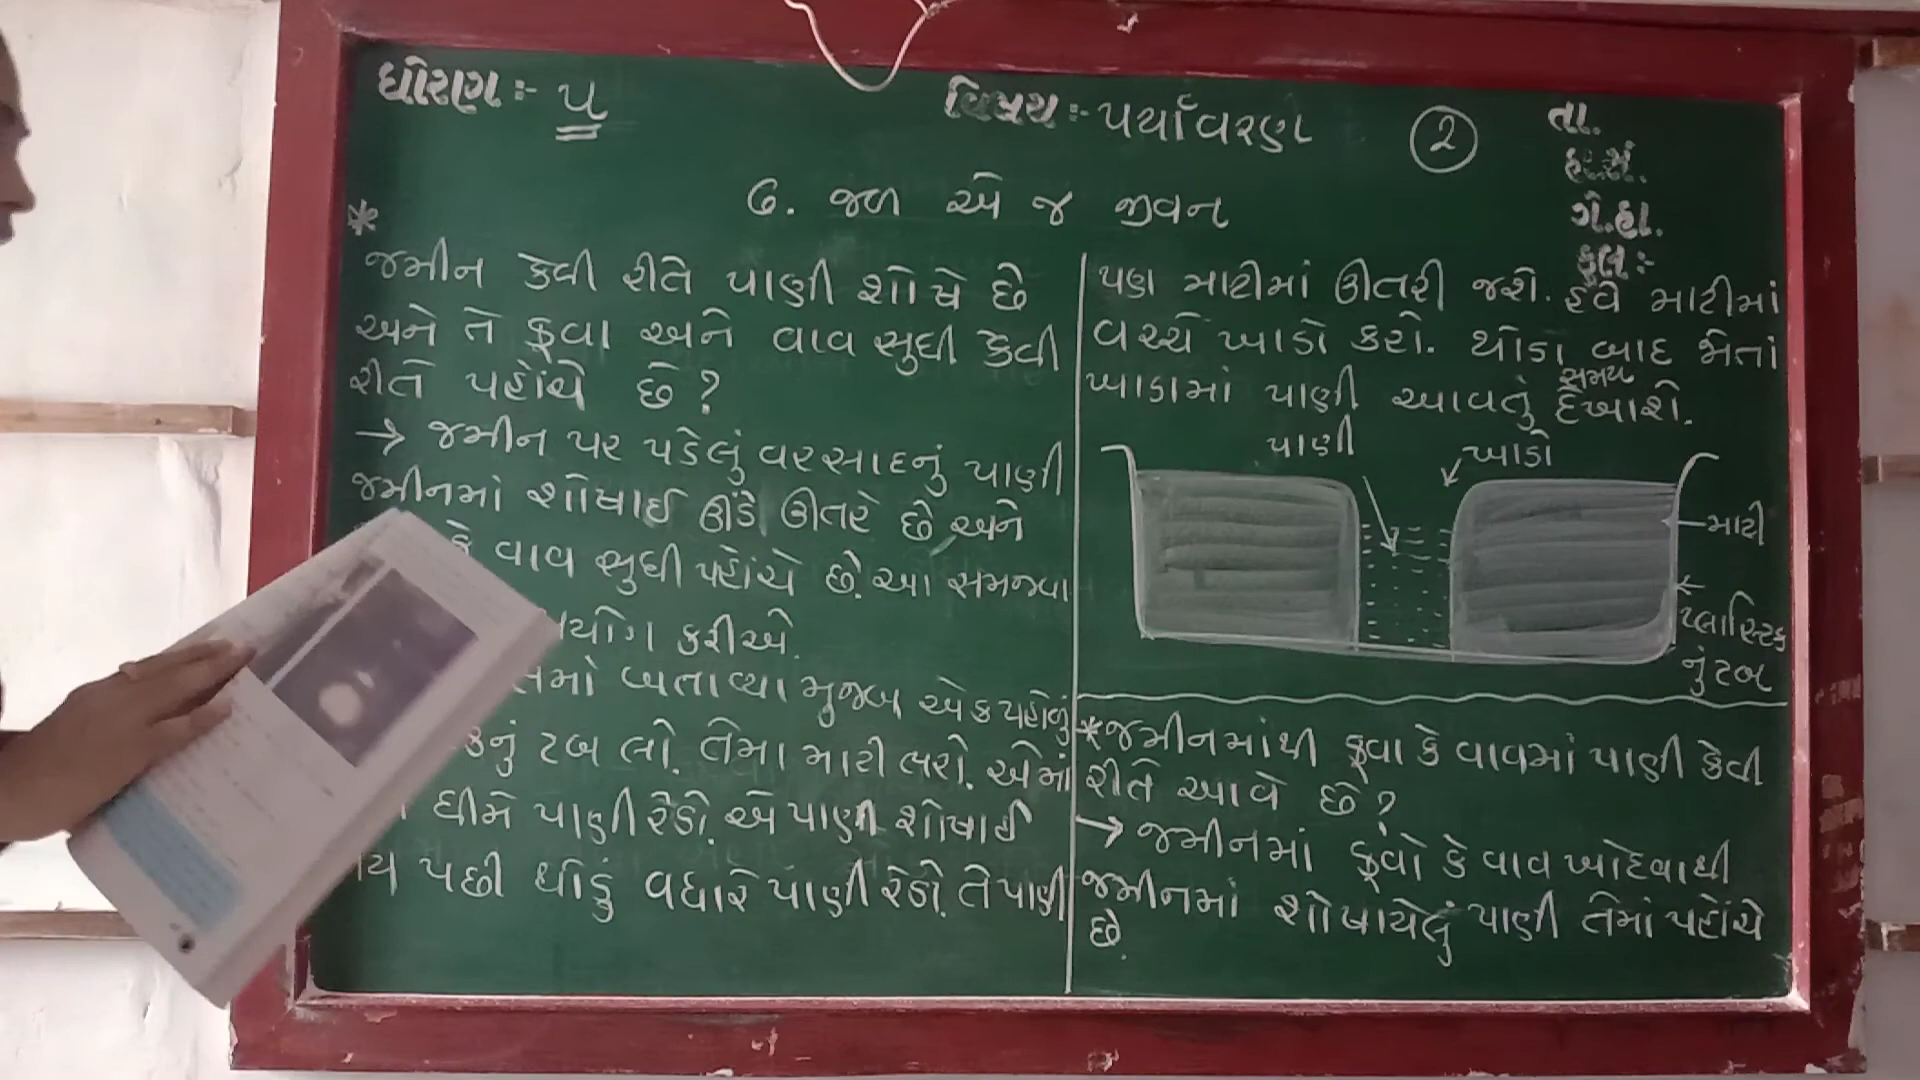 ધોરણ :- ૫
વિષય :- પર્યાવરણ
૨
તા.
ગે.હા.
કુલ :-
૭. જળ એ જ જીવન
*
જમીન કેવી રીતે પાણી શોષે છે
અને તે કૂવા અને વાવ સુધી કેવી
રીતે પહોંચે છે ?
→ જમીન પર પડેલું વરસાદનું પાણી
જમીનમાં શોષાઈ ઊંડે ઊતરે છે અને
કે વાવ સુધી પહોંચે છે. આ સમજવા
કરીએ.
બતાવ્યા મુજબ એક પહોળું
ટબ લો. તેમા માટી ભરો. એમાં
ધીમે પાણી રેડો. એ પાણી શોષાઈ
પછી થોડું વધારે પાણી રેડો. તે પાણી
પણ માટીમાં ઊતરી જશે. હવે માટીમાં
વચ્ચે ખાડો કરો. થોડા સમય બાદ જોતાં
ખાડામાં પાણી આવતું દેખાશે.
પાણી
ખાડો
માટી
પ્લાસ્ટિક
નું ટબ
* જમીનમાંથી કૂવા કે વાવમાં પાણી કેવી
રીતે આવે છે ?
→ જમીનમાં કૂવો કે વાવ ખોદવાથી
જમીનમાં શોષાયેલું પાણી તેમાં પહોંચે
છે.